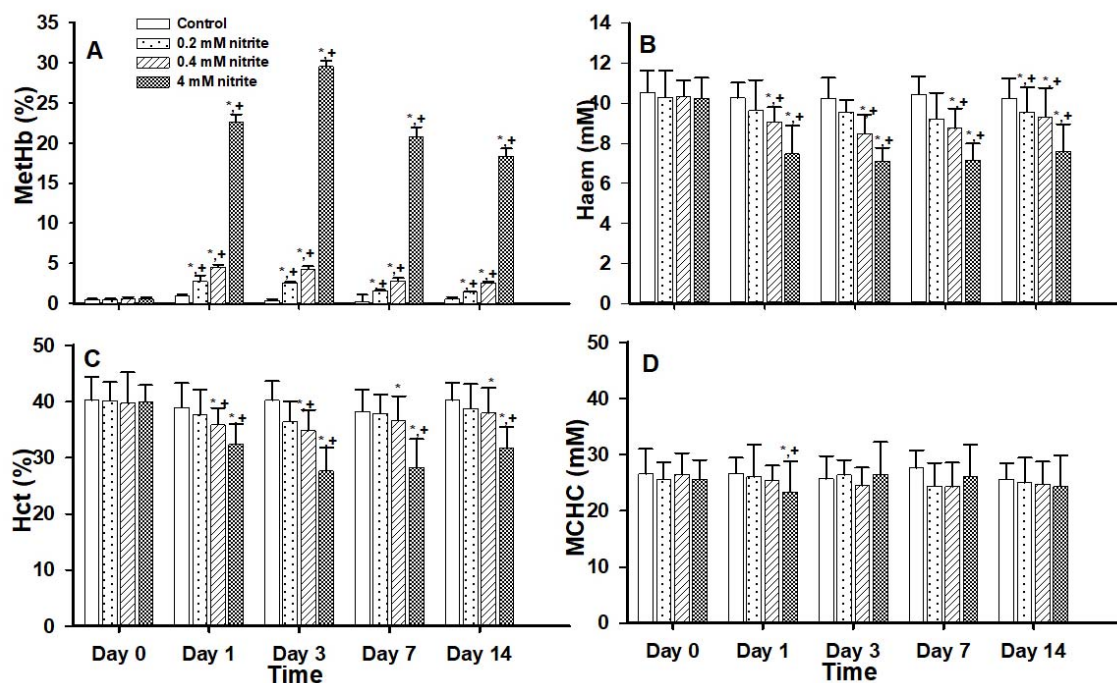 A
MetHb (%)
35
30
25
20
15
10
5
0
Control
0.2 mM nitrite
0.4 mM nitrite
4 mM nitrite
*,+ *,+ *,+
*,+ *,+ *,+
*,+ *,+ *,+
*,+ *,+ *,+
B
Haem (mM)
14
12
10
8
6
4
2
0
*,+ *,+
*,+ *,+
*,+ *,+
*,+ *,+ *,+
C
Hct (%)
50
40
30
20
10
0
*,+ *,+
*,+ *,+
* *,+
* *,+
Day 0 Day 1 Day 3 Day 7 Day 14
Time
D
MCHC (mM)
50
40
30
20
10
0
*,+
Day 0 Day 1 Day 3 Day 7 Day 14
Time